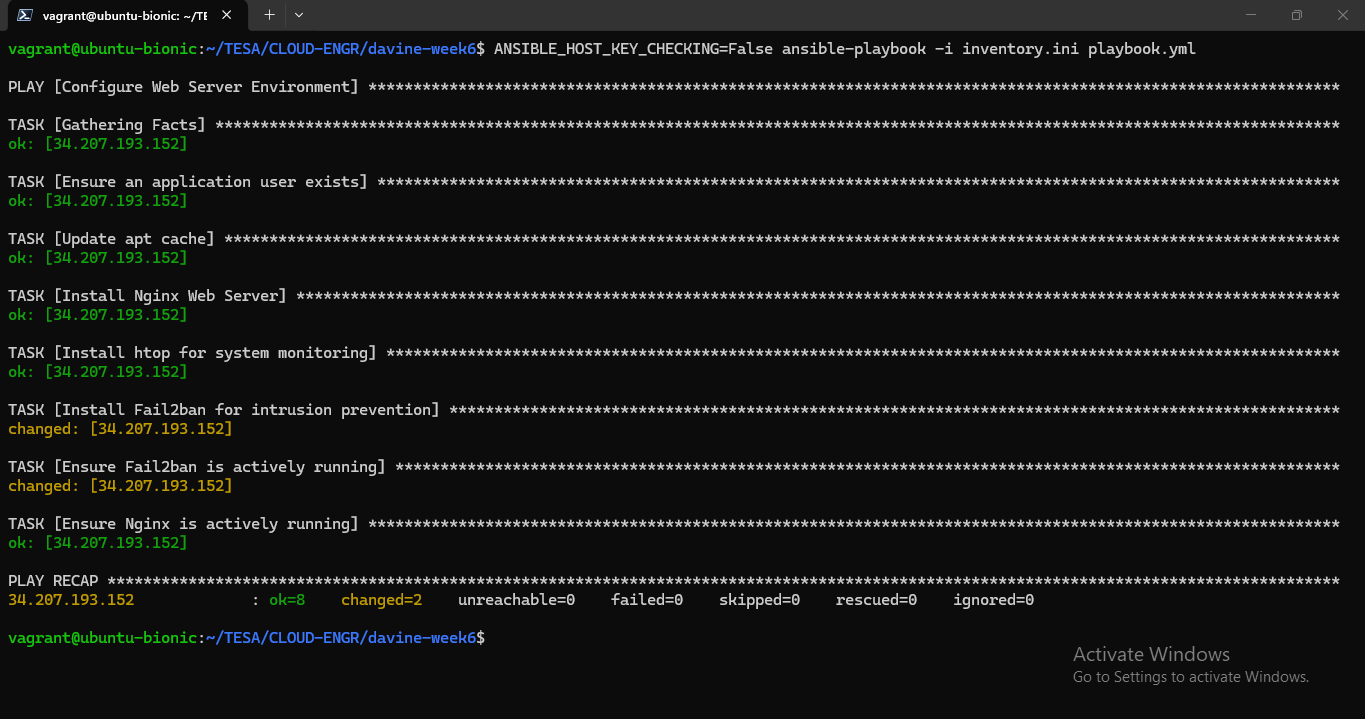 vagrant@ubuntu-bionic: ~/TE
vagrant@ubuntu-bionic:~/TESA/CLOUD-ENGR/davine-week6$ ANSIBLE_HOST_KEY_CHECKING=False ansible-playbook -i inventory.ini playbook.yml
PLAY [Configure Web Server Environment] ************************************************************************************************************
TASK [Gathering Facts] *****************************************************************************************************************************
ok: [34.207.193.152]
TASK [Ensure an application user exists] ***********************************************************************************************************
ok: [34.207.193.152]
TASK [Update apt cache] ****************************************************************************************************************************
ok: [34.207.193.152]
TASK [Install Nginx Web Server] ********************************************************************************************************************
ok: [34.207.193.152]
TASK [Install htop for system monitoring] **********************************************************************************************************
ok: [34.207.193.152]
TASK [Install Fail2ban for intrusion prevention] ***************************************************************************************************
changed: [34.207.193.152]
TASK [Ensure Fail2ban is actively running] *********************************************************************************************************
changed: [34.207.193.152]
TASK [Ensure Nginx is actively running] ************************************************************************************************************
ok: [34.207.193.152]
PLAY RECAP *****************************************************************************************************************************************
34.207.193.152             : ok=8    changed=2    unreachable=0    failed=0    skipped=0    rescued=0    ignored=0
vagrant@ubuntu-bionic:~/TESA/CLOUD-ENGR/davine-week6$
Activate Windows
Go to Settings to activate Windows.